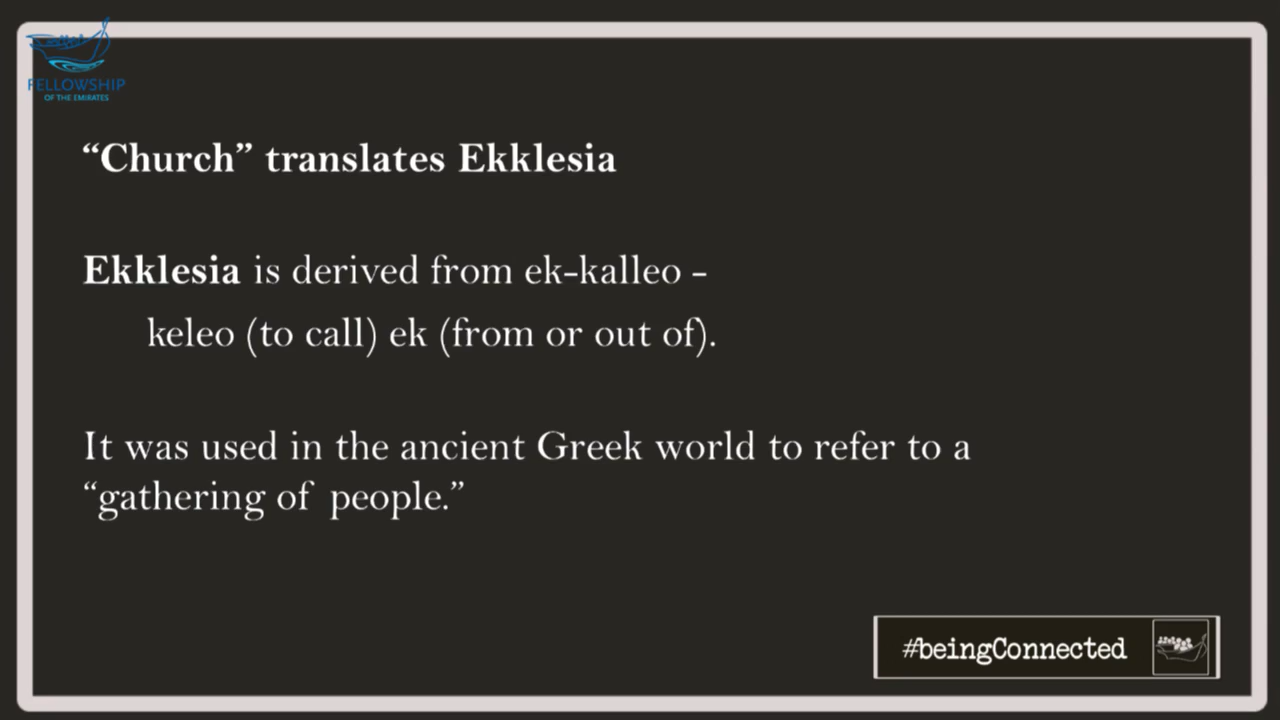 FELLOWSHIP
OF THE EMIRATES
“Church” translates Ekklesia
Ekklesia is derived from ek-kalleo -
keleo (to call) ek (from or out of).
It was used in the ancient Greek world to refer to a
“gathering of people.”
#beingConnected